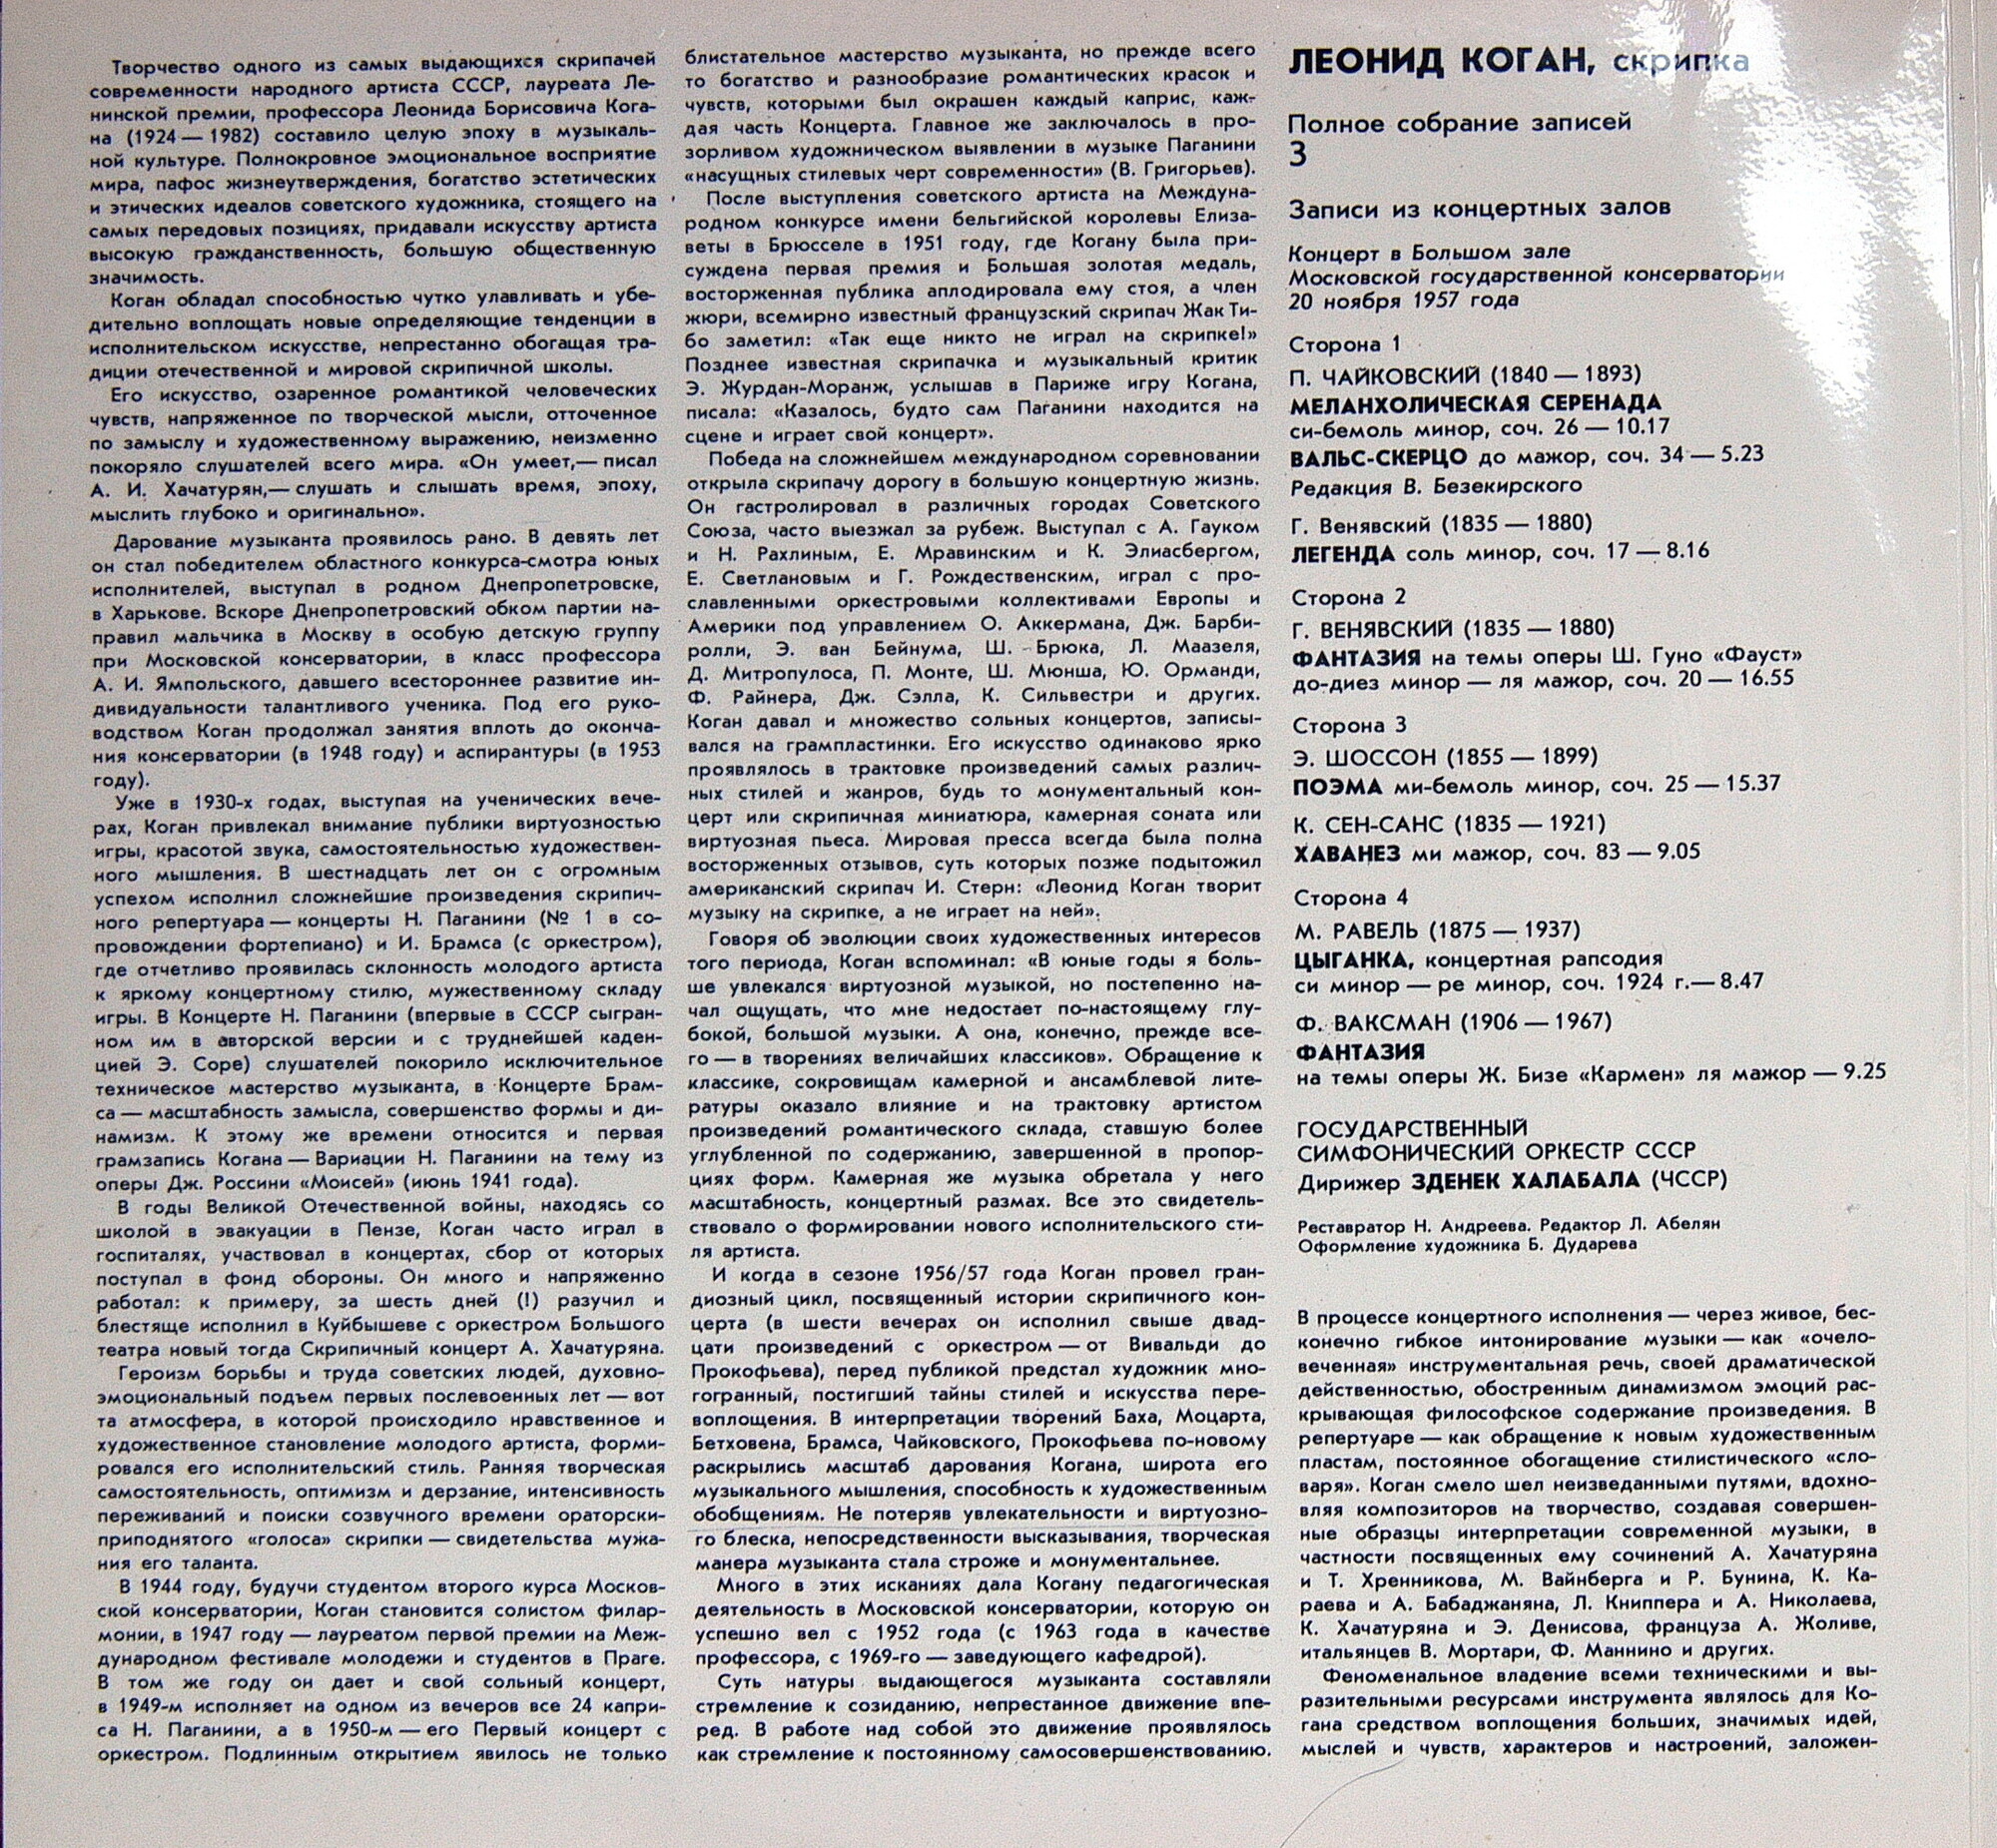 Творчество одного из самых выдающихся скрипачей
современности народного артиста СССР, лауреата Ле-
нинской премии, профессора Леонида Борисовича Кога-
на (1924 — 1982) составило целую эпоху в музыкаль-
ной культуре. Полнокровное эмоциональное восприятие
мира, пафос жизнеутверждения, богатство эстетических
и этических идеалов советского художника, стоящего на
самых передовых позициях, придавали искусству артиста
высокую гражданственность, большую общественную
значимость.
Коган обладал способностью чутко улавливать и убе-
дительно воплощать новые определяющие тенденции в
исполнительском искусстве, непрестанно обогащая тра-
диции отечественной и мировой скрипичной школы.
Его искусство, озаренное романтикой человеческих
чувств, напряженное по творческой мысли, отточенное
по замыслу и художественному выражению, неизменно
покоряло слушателей всего мира. «Он умеет,— писал
А. И. Хачатурян,— слушать и слышать время, эпоху,
мыслить глубоко и оригинально».
Дарование музыканта проявилось рано. В девять лет
он стал победителем областного конкурса-смотра юных
исполнителей, выступал в родном Днепропетровске,
в Харькове. Вскоре Днепропетровский обком партии на-
правил мальчика в Москву в особую детскую группу
при Московской консерватории, в класс профессора
А. И. Ямпольского, давшего всестороннее развитие ин-
дивидуальности талантливого ученика. Под его руко-
водством Коган продолжал занятия вплоть до оконча-
ния консерватории (в 1948 году) и аспирантуры (в 1953
году).
Уже в 1930-х годах, выступая на ученических вече-
рах, Коган привлекал внимание публики виртуозностью
игры, красотой звука, самостоятельностью художествен-
ного мышления. В шестнадцать лет он с огромным
успехом исполнил сложнейшие произведения скрипич-
ного репертуара — концерты Н. Паганини (№ 1 в со-
провождении фортепиано) и И. Брамса (с оркестром),
где отчетливо проявилась склонность молодого артиста
к яркому концертному стилю, мужественному складу
игры. В Концерте Н. Паганини (впервые в СССР сыгран-
ном им в авторской версии и с труднейшей каден-
цией Э. Соре) слушателей покорило исключительное
техническое мастерство музыканта, в Концерте Брам-
са — масштабность замысла, совершенство формы и ди-
намизм. К этому же времени относится и первая
грамзапись Когана — Вариации Н. Паганини на тему из
оперы Дж. Россини «Моисей» (июнь 1941 года).
В годы Великой Отечественной войны, находясь со
школой в эвакуации в Пензе, Коган часто играл в
госпиталях, участвовал в концертах, сбор от которых
поступал в фонд обороны. Он много и напряженно
работал: к примеру, за шесть дней (!) разучил и
блестяще исполнил в Куйбышеве с оркестром Большого
театра новый тогда Скрипичный концерт А. Хачатуряна.
Героизм борьбы и труда советских людей, духовно-
эмоциональный подъем первых послевоенных лет — вот
та атмосфера, в которой происходило нравственное и
художественное становление молодого артиста, форми-
ровался его исполнительский стиль. Ранняя творческая
самостоятельность, оптимизм и дерзание, интенсивность
переживаний и поиски созвучного времени ораторски-
приподнятого «голоса» скрипки — свидетельства мужа-
ния его таланта.
В 1944 году, будучи студентом второго курса Москов-
ской консерватории, Коган становится солистом филар-
монии, в 1947 году — лауреатом первой премии на Меж-
дународном фестивале молодежи и студентов в Праге.
В том же году он дает и свой сольный концерт,
в 1949-м исполняет на одном из вечеров все 24 капри-
са Н. Паганини, а в 1950-м — его Первый концерт с
оркестром. Подлинным открытием явилось не только
блистательное мастерство музыканта, но прежде всего
то богатство и разнообразие романтических красок и
чувств, которыми был окрашен каждый каприс, каж-
дая часть Концерта. Главное же заключалось в про-
зорливом художническом выявлении в музыке Паганини
«насущных стилевых черт современности» (В. Григорьев).
После выступления советского артиста на Междуна-
родном конкурсе имени бельгийской королевы Елиза-
веты в Брюсселе в 1951 году, где Когану была при-
суждена первая премия и Большая золотая медаль,
восторженная публика аплодировала ему стоя, а член
жюри, всемирно известный французский скрипач Жак Ти-
бо заметил: «Так еще никто не играл на скрипке!»
Позднее известная скрипачка и музыкальный критик
Э. Журдан-Моранж, услышав в Париже игру Когана,
писала: «Казалось, будто сам Паганини находится на
сцене и играет свой концерт».
Победа на сложнейшем международном соревновании
открыла скрипачу дорогу в большую концертную жизнь.
Он гастролировал в различных городах Советского
Союза, часто выезжал за рубеж. Выступал с А. Гауком
и Н. Рахлиным, Е. Мравинским и К. Элиасбергом,
Е. Светлановым и Г. Рождественским, играл с про-
славленными оркестровыми коллективами Европы и
Америки под управлением О. Аккермана, Дж. Барби-
ролли, Э. ван Бейнума, Ш. Брюка, Л. Маазеля,
Д. Митропулоса, П. Монте, Ш. Мюнша, Ю. Орманди,
Ф. Райнера, Дж. Сэлла, К. Сильвестри и других.
Коган давал и множество сольных концертов, записы-
вался на грампластинки. Его искусство одинаково ярко
проявлялось в трактовке произведений самых различ-
ных стилей и жанров, будь то монументальный кон-
церт или скрипичная миниатюра, камерная соната или
виртуозная пьеса. Мировая пресса всегда была полна
восторженных отзывов, суть которых позже подытожил
американский скрипач И. Стерн: «Леонид Коган творит
музыку на скрипке, а не играет на ней».
Говоря об эволюции своих художественных интересов
того периода, Коган вспоминал: «В юные годы я боль-
ше увлекался виртуозной музыкой, но постепенно на-
чал ощущать, что мне недостает по-настоящему глу-
бокой, большой музыки. А она, конечно, прежде все-
го — в творениях величайших классиков». Обращение к
классике, сокровищам камерной и ансамблевой лите-
ратуры оказало влияние и на трактовку артистом
произведений романтического склада, ставшую более
углубленной по содержанию, завершенной в пропор-
циях форм. Камерная же музыка обретала у него
масштабность, концертный размах. Все это свидетель-
ствовало о формировании нового исполнительского сти-
ля артиста.
И когда в сезоне 1956/57 года Коган провел гран-
диозный цикл, посвященный истории скрипичного кон-
церта (в шести вечерах он исполнил свыше двад-
цати произведений с оркестром — от Вивальди до
Прокофьева), перед публикой предстал художник мно-
гогранный, постигший тайны стилей и искусства пере-
воплощения. В интерпретации творений Баха, Моцарта,
Бетховена, Брамса, Чайковского, Прокофьева по-новому
раскрылись масштаб дарования Когана, широта его
музыкального мышления, способность к художественным
обобщениям. Не потеряв увлекательности и виртуозно-
го блеска, непосредственности высказывания, творческая
манера музыканта стала строже и монументальнее.
Много в этих исканиях дала Когану педагогическая
деятельность в Московской консерватории, которую он
успешно вел с 1952 года (с 1963 года в качестве
профессора, с 1969-го — заведующего кафедрой).
Суть натуры выдающегося музыканта составляли
стремление к созиданию, непрестанное движение впе-
ред. В работе над собой это движение проявлялось
как стремление к постоянному самосовершенствованию.
ЛЕОНИД КОГАН, скрипка
Полное собрание записей
3
Записи из концертных залов
Концерт в Большом зале
Московской государственной консерватории
20 ноября 1957 года
Сторона 1
П. ЧАЙКОВСКИЙ (1840 — 1893)
МЕЛАНХОЛИЧЕСКАЯ СЕРЕНАДА
си-бемоль минор, соч. 26 — 10.17
ВАЛЬС-СКЕРЦО до мажор, соч. 34 — 5.23
Редакция В. Безекирского
Г. Венявский (1835 — 1880)
ЛЕГЕНДА соль минор, соч. 17 — 8.16
Сторона 2
Г. ВЕНЯВСКИЙ (1835 — 1880)
ФАНТАЗИЯ на темы оперы Ш. Гуно «Фауст»
до-диез минор — ля мажор, соч. 20 — 16.55
Сторона 3
Э. ШОССОН (1855 — 1899)
ПОЭМА ми-бемоль минор, соч. 25 — 15.37
К. СЕН-САНС (1835 — 1921)
ХАВАНЕЗ ми мажор, соч. 83 — 9.05
Сторона 4
М. РАВЕЛЬ (1875 — 1937)
ЦЫГАНКА, концертная рапсодия
си минор — ре минор, соч. 1924 г.— 8.47
Ф. ВАКСМАН (1906 — 1967)
ФАНТАЗИЯ
на темы оперы Ж. Бизе «Кармен» ля мажор — 9.25
ГОСУДАРСТВЕННЫЙ
СИМФОНИЧЕСКИЙ ОРКЕСТР СССР
Дирижер ЗДЕНЕК ХАЛАБАЛА (ЧССР)
Реставратор Н. Андреева. Редактор Л. Абелян
Оформление художника Б. Дударева
В процессе концертного исполнения — через живое, бес-
конечно гибкое интонирование музыки — как «очело-
веченная» инструментальная речь, своей драматической
действенностью, обостренным динамизмом эмоций рас-
крывающая философское содержание произведения. В
репертуаре — как обращение к новым художественным
пластам, постоянное обогащение стилистического «сло-
варя». Коган смело шел неизведанными путями, вдохно-
вляя композиторов на творчество, создавая совершен-
ные образцы интерпретации современной музыки, в
частности посвященных ему сочинений А. Хачатуряна
и Т. Хренникова, М. Вайнберга и Р. Бунина, К. Ка-
раева и А. Бабаджаняна, Л. Книппера и А. Николаева,
К. Хачатуряна и Э. Денисова, француза А. Жоливе,
итальянцев В. Мортари, Ф. Маннино и других.
Феноменальное владение всеми техническими и вы-
разительными ресурсами инструмента являлось для Ко-
гана средством воплощения больших, значимых идей,
мыслей и чувств, характеров и настроений, заложен-